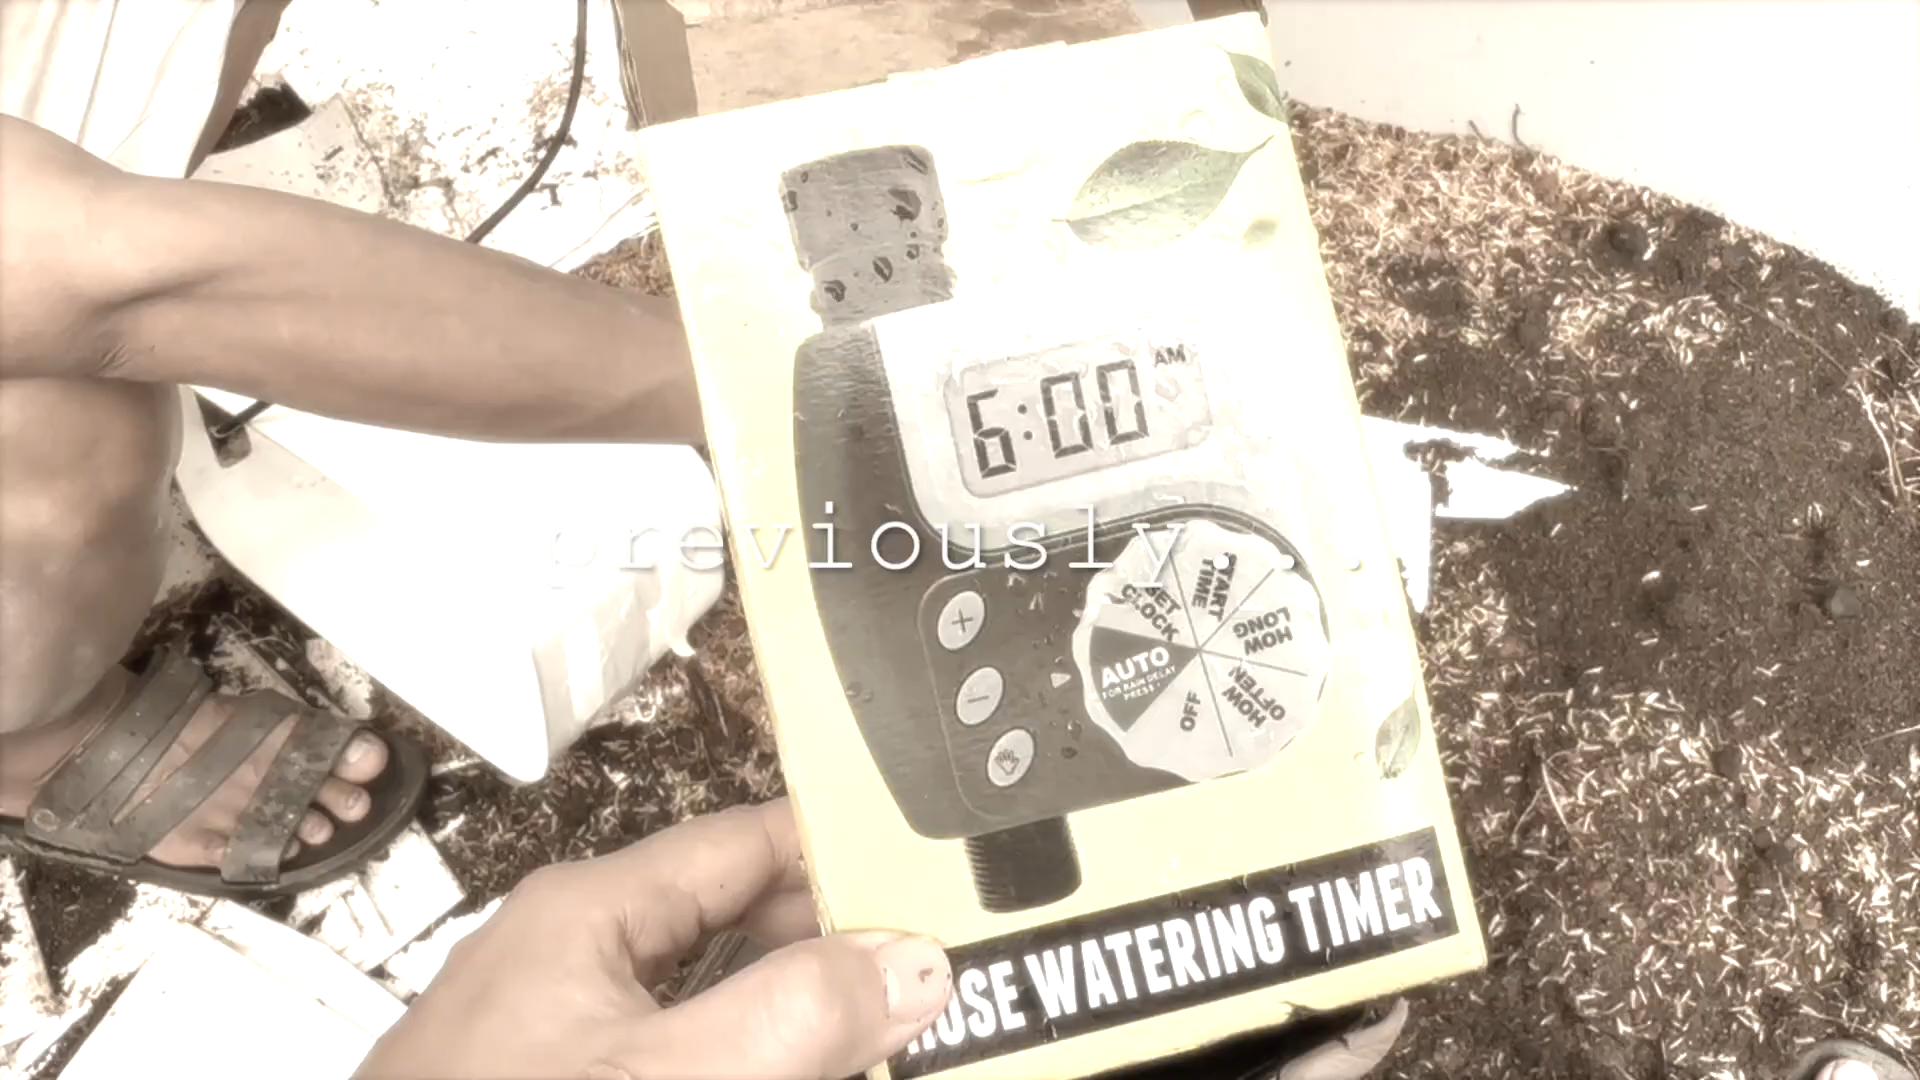 6:00 AM
previously...
SET CLOCK
START TIME
HOW LONG
HOW OFTEN
OFF
AUTO
FOR RAIN DELAY
PRESS
+
-
HOSE WATERING TIMER